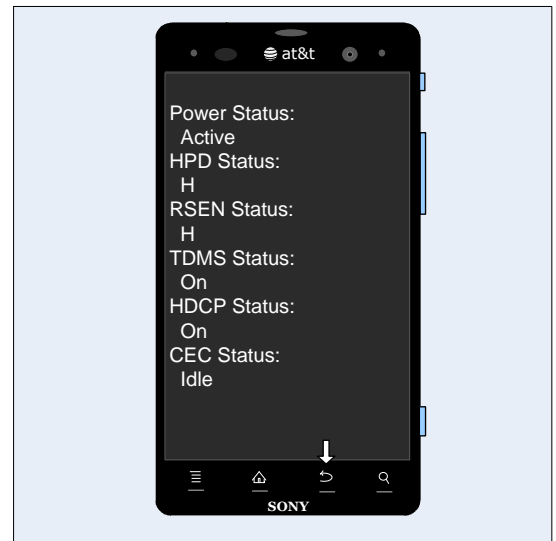 at&t
Power Status:
Active
HPD Status:
H
RSEN Status:
H
TDMS Status:
On
HDCP Status:
On
CEC Status:
Idle
SONY